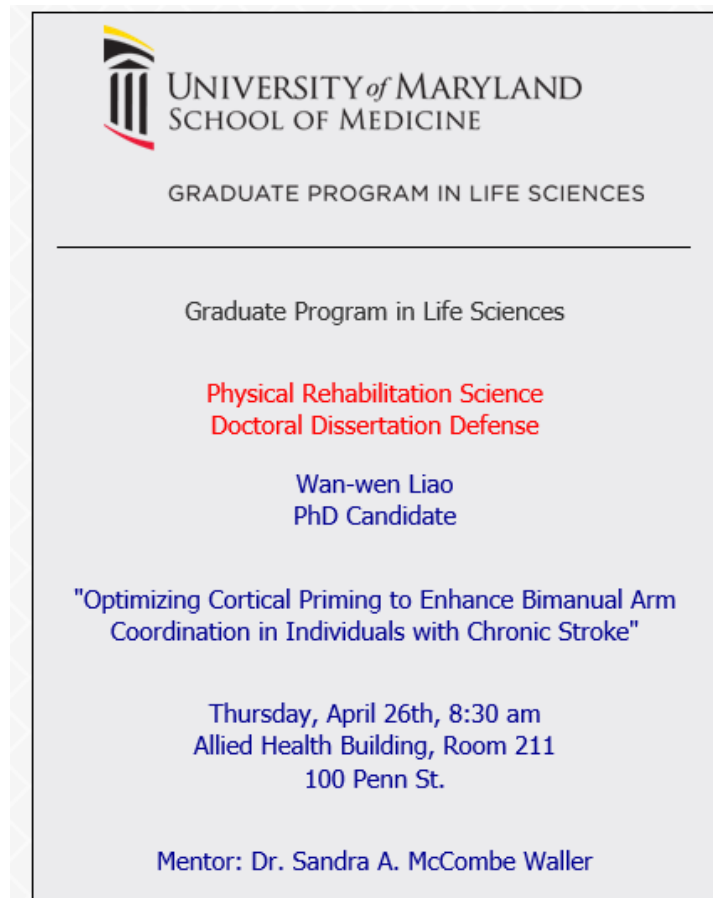 UNIVERSITY of MARYLAND
SCHOOL OF MEDICINE
GRADUATE PROGRAM IN LIFE SCIENCES
Graduate Program in Life Sciences
Physical Rehabilitation Science
Doctoral Dissertation Defense
Wan-wen Liao
PhD Candidate
"Optimizing Cortical Priming to Enhance Bimanual Arm
Coordination in Individuals with Chronic Stroke"
Thursday, April 26th, 8:30 am
Allied Health Building, Room 211
100 Penn St.
Mentor: Dr. Sandra A. McCombe Waller